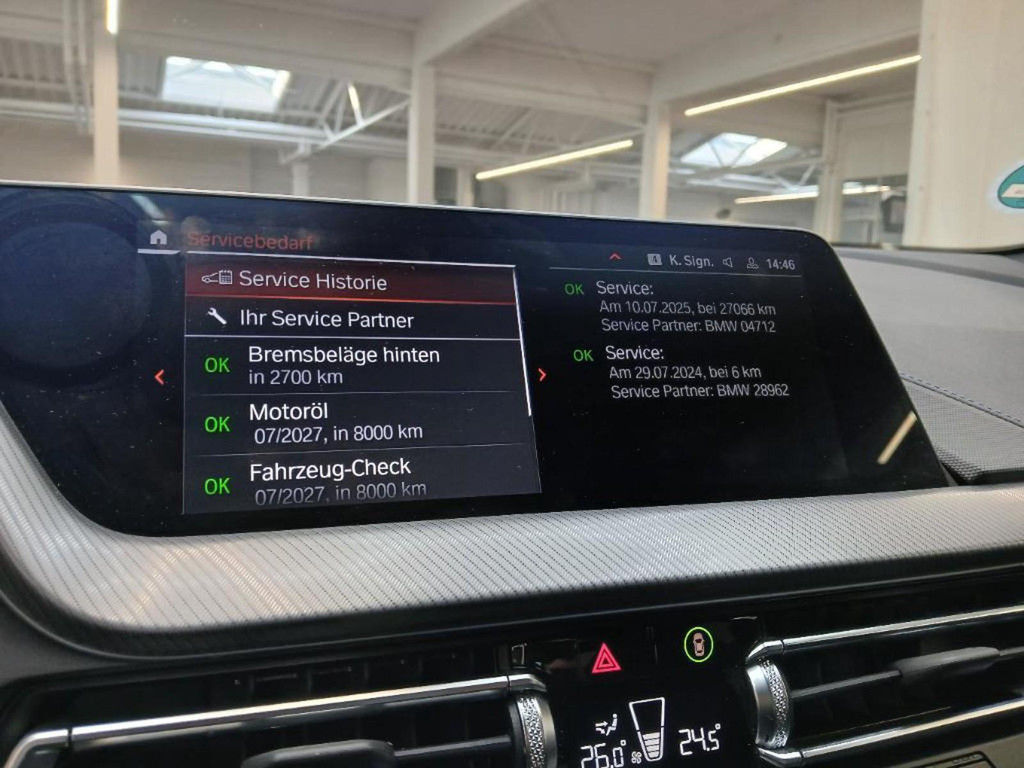 Servicebedarf
4 K. Sign. 14:46
Service Historie
Ihr Service Partner
OK Bremsbeläge hinten
in 2700 km
OK Motoröl
07/2027, in 8000 km
OK Fahrzeug-Check
07/2027, in 8000 km
OK Service:
Am 10.07.2025, bei 27066 km
Service Partner: BMW 04712
OK Service:
Am 29.07.2024, bei 6 km
Service Partner: BMW 28962
26.0° 24.5°